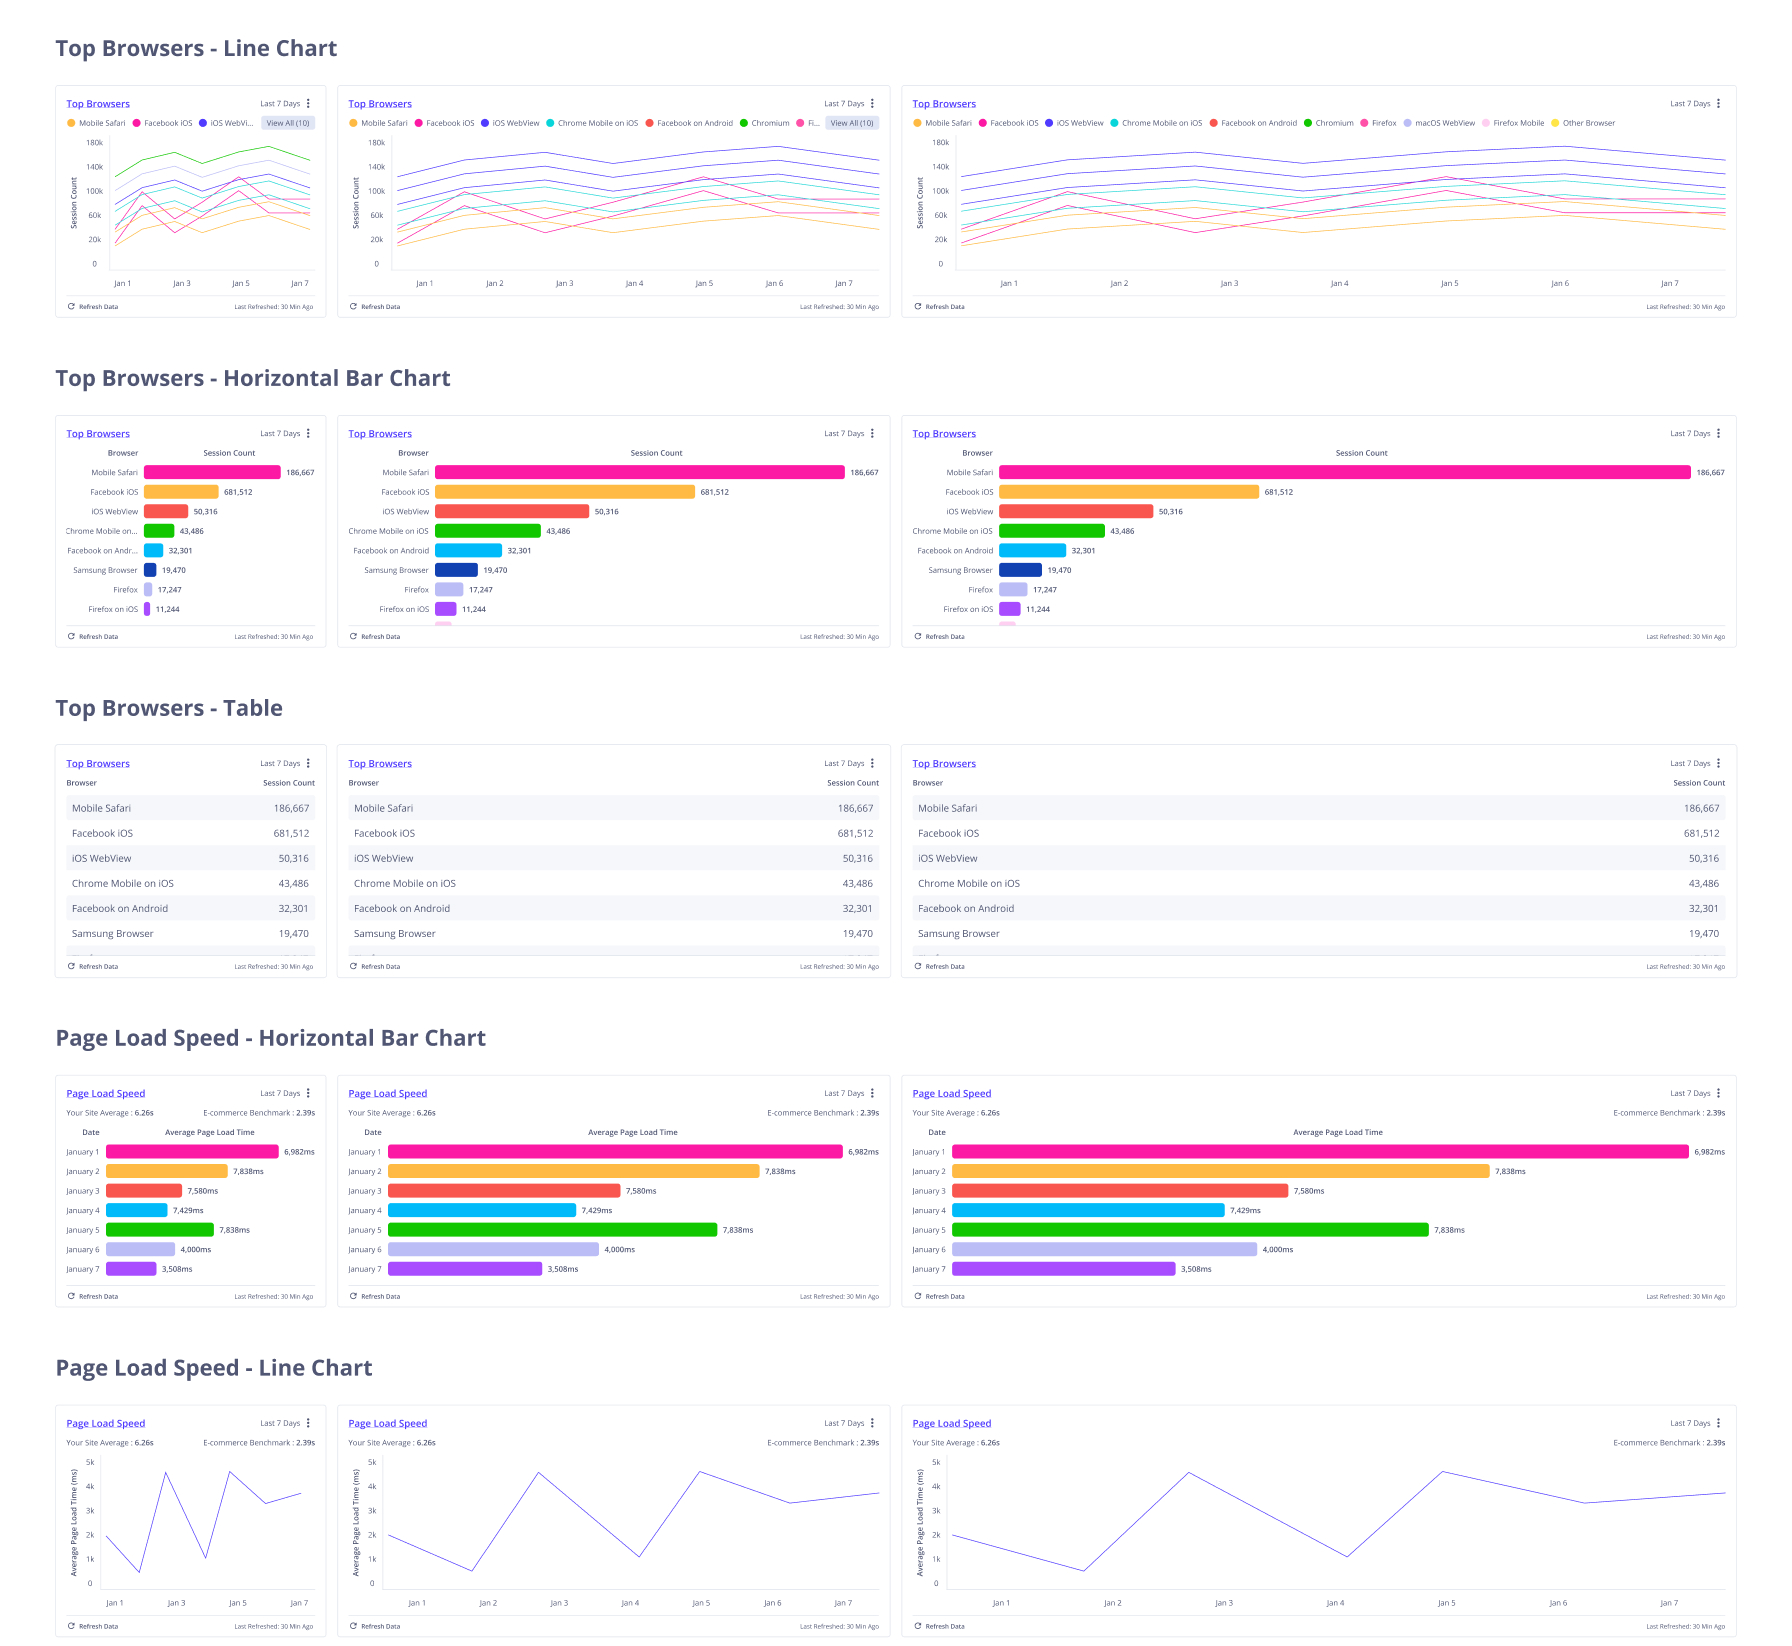 Top Browsers - Line Chart
Top Browsers Last 7 Days
Mobile Safari Facebook iOS iOS WebVi... View All (10)
180k
140k
100k
60k
20k
0
Session Count
Jan 1 Jan 3 Jan 5 Jan 7
Refresh Data Last Refreshed: 30 Min Ago
Top Browsers Last 7 Days
Mobile Safari Facebook iOS iOS WebView Chrome Mobile on iOS Facebook on Android Chromium Fi... View All (10)
180k
140k
100k
60k
20k
0
Session Count
Jan 1 Jan 2 Jan 3 Jan 4 Jan 5 Jan 6 Jan 7
Refresh Data Last Refreshed: 30 Min Ago
Top Browsers Last 7 Days
Mobile Safari Facebook iOS iOS WebView Chrome Mobile on iOS Facebook on Android Chromium Firefox macOS WebView Firefox Mobile Other Browser
180k
140k
100k
60k
20k
0
Session Count
Jan 1 Jan 2 Jan 3 Jan 4 Jan 5 Jan 6 Jan 7
Refresh Data Last Refreshed: 30 Min Ago
Top Browsers - Horizontal Bar Chart
Top Browsers Last 7 Days
Browser Session Count
Mobile Safari 186,667
Facebook iOS 681,512
iOS WebView 50,316
Chrome Mobile on... 43,486
Facebook on Andr... 32,301
Samsung Browser 19,470
Firefox 17,247
Firefox on iOS 11,244
Refresh Data Last Refreshed: 30 Min Ago
Top Browsers Last 7 Days
Browser Session Count
Mobile Safari 186,667
Facebook iOS 681,512
iOS WebView 50,316
Chrome Mobile on iOS 43,486
Facebook on Android 32,301
Samsung Browser 19,470
Firefox 17,247
Firefox on iOS 11,244
Refresh Data Last Refreshed: 30 Min Ago
Top Browsers Last 7 Days
Browser Session Count
Mobile Safari 186,667
Facebook iOS 681,512
iOS WebView 50,316
Chrome Mobile on iOS 43,486
Facebook on Android 32,301
Samsung Browser 19,470
Firefox 17,247
Firefox on iOS 11,244
Refresh Data Last Refreshed: 30 Min Ago
Top Browsers - Table
Top Browsers Last 7 Days
Browser Session Count
Mobile Safari 186,667
Facebook iOS 681,512
iOS WebView 50,316
Chrome Mobile on iOS 43,486
Facebook on Android 32,301
Samsung Browser 19,470
Refresh Data Last Refreshed: 30 Min Ago
Top Browsers Last 7 Days
Browser Session Count
Mobile Safari 186,667
Facebook iOS 681,512
iOS WebView 50,316
Chrome Mobile on iOS 43,486
Facebook on Android 32,301
Samsung Browser 19,470
Refresh Data Last Refreshed: 30 Min Ago
Top Browsers Last 7 Days
Browser Session Count
Mobile Safari 186,667
Facebook iOS 681,512
iOS WebView 50,316
Chrome Mobile on iOS 43,486
Facebook on Android 32,301
Samsung Browser 19,470
Refresh Data Last Refreshed: 30 Min Ago
Page Load Speed - Horizontal Bar Chart
Page Load Speed Last 7 Days
Your Site Average : 6.26s E-commerce Benchmark : 2.39s
Date Average Page Load Time
January 1 6,982ms
January 2 7,838ms
January 3 7,580ms
January 4 7,429ms
January 5 7,838ms
January 6 4,000ms
January 7 3,508ms
Refresh Data Last Refreshed: 30 Min Ago
Page Load Speed Last 7 Days
Your Site Average : 6.26s E-commerce Benchmark : 2.39s
Date Average Page Load Time
January 1 6,982ms
January 2 7,838ms
January 3 7,580ms
January 4 7,429ms
January 5 7,838ms
January 6 4,000ms
January 7 3,508ms
Refresh Data Last Refreshed: 30 Min Ago
Page Load Speed Last 7 Days
Your Site Average : 6.26s E-commerce Benchmark : 2.39s
Date Average Page Load Time
January 1 6,982ms
January 2 7,838ms
January 3 7,580ms
January 4 7,429ms
January 5 7,838ms
January 6 4,000ms
January 7 3,508ms
Refresh Data Last Refreshed: 30 Min Ago
Page Load Speed - Line Chart
Page Load Speed Last 7 Days
Your Site Average : 6.26s E-commerce Benchmark : 2.39s
5k
4k
3k
2k
1k
0
Average Page Load Time (ms)
Jan 1 Jan 3 Jan 5 Jan 7
Refresh Data Last Refreshed: 30 Min Ago
Page Load Speed Last 7 Days
Your Site Average : 6.26s E-commerce Benchmark : 2.39s
5k
4k
3k
2k
1k
0
Average Page Load Time (ms)
Jan 1 Jan 2 Jan 3 Jan 4 Jan 5 Jan 6 Jan 7
Refresh Data Last Refreshed: 30 Min Ago
Page Load Speed Last 7 Days
Your Site Average : 6.26s E-commerce Benchmark : 2.39s
5k
4k
3k
2k
1k
0
Average Page Load Time (ms)
Jan 1 Jan 2 Jan 3 Jan 4 Jan 5 Jan 6 Jan 7
Refresh Data Last Refreshed: 30 Min Ago